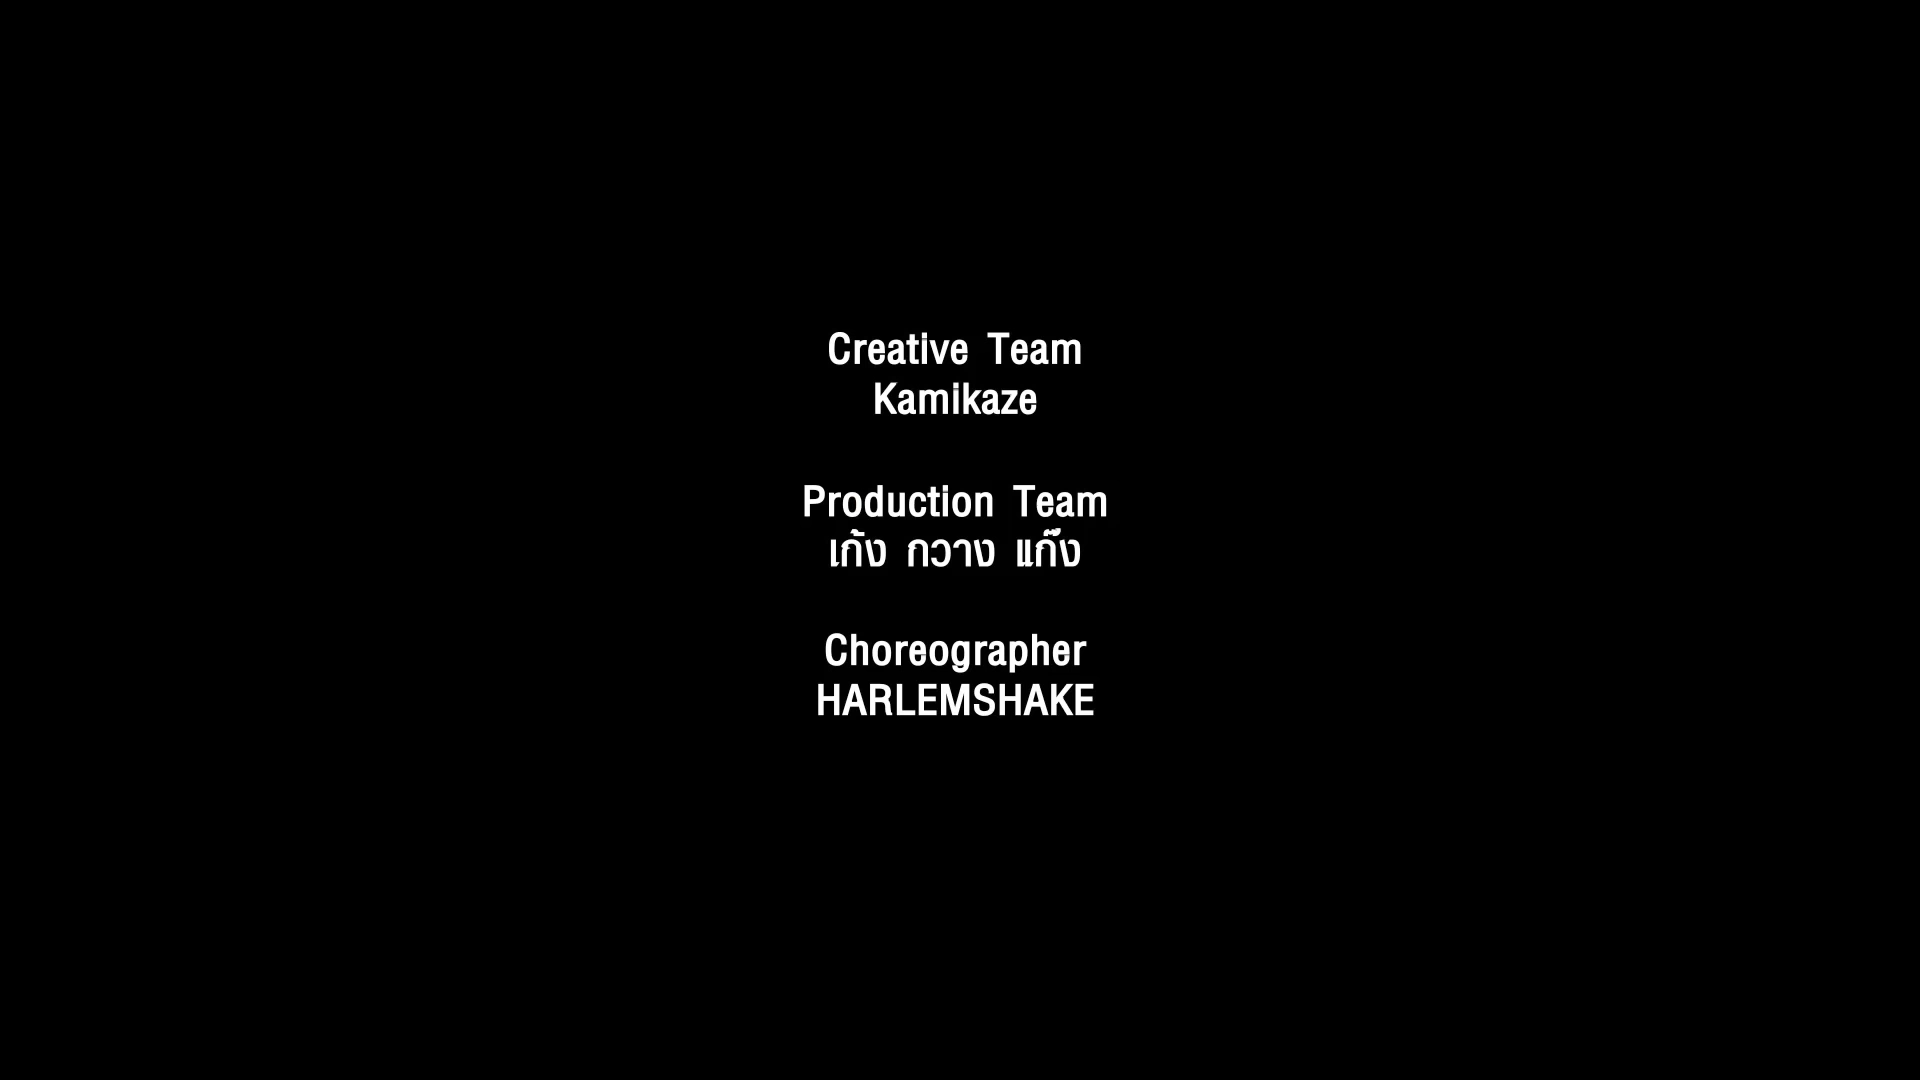 Creative Team
Kamikaze
Production Team
เก้ง กวาง แก๊ง
Choreographer
HARLEMSHAKE